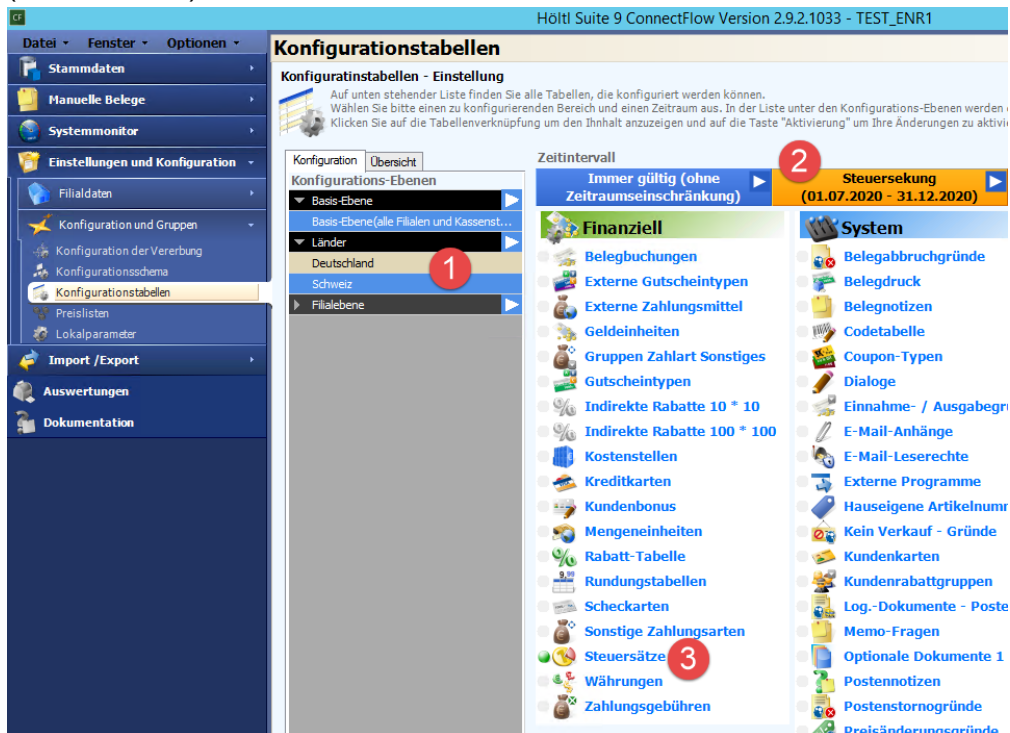 CF
Höltl Suite 9 ConnectFlow Version 2.9.2.1033 - TEST_ENR1
Datei Fenster Optionen
Stammdaten
Manuelle Belege
Systemmonitor
Einstellungen und Konfiguration
Filialdaten
Konfiguration und Gruppen
Konfiguration der Vererbung
Konfigurationsschema
Konfigurationstabellen
Preislisten
Lokalparameter
Import /Export
Auswertungen
Dokumentation
Konfigurationstabellen
Konfiguratinstabellen - Einstellung
Auf unten stehender Liste finden Sie alle Tabellen, die konfiguriert werden können.
Wählen Sie bitte einen zu konfigurierenden Bereich und einen Zeitraum aus. In der Liste unter den Konfigurations-Ebenen werden
Klicken Sie auf die Tabellenverknüpfung um den Ihnhalt anzuzeigen und auf die Taste "Aktivierung" um Ihre Änderungen zu aktivi
Konfiguration Übersicht
Konfigurations-Ebenen
Basis-Ebene
Basis-Ebene(alle Filialen und Kassenst...
Länder
Deutschland
1
Schweiz
Filialebene
Zeitintervall
2
Immer gültig (ohne
Zeitraumseinschränkung)
Steuersekung
(01.07.2020 - 31.12.2020)
Finanziell
Belegbuchungen
Externe Gutscheintypen
Externe Zahlungsmittel
Geldeinheiten
Gruppen Zahlart Sonstiges
Gutscheintypen
Indirekte Rabatte 10 * 10
Indirekte Rabatte 100 * 100
Kostenstellen
Kreditkarten
Kundenbonus
Mengeneinheiten
Rabatt-Tabelle
Rundungstabellen
Scheckarten
Sonstige Zahlungsarten
Steuersätze
3
Währungen
Zahlungsgebühren
System
Belegabbruchgründe
Belegdruck
Belegnotizen
Codetabelle
Coupon-Typen
Dialoge
Einnahme- / Ausgabegru
E-Mail-Anhänge
E-Mail-Leserechte
Externe Programme
Hauseigene Artikelnumm
Kein Verkauf - Gründe
Kundenkarten
Kundenrabattgruppen
Log.-Dokumente - Poste
Memo-Fragen
Optionale Dokumente 1
Postennotizen
Postenstornogründe
Preisänderungsgründe